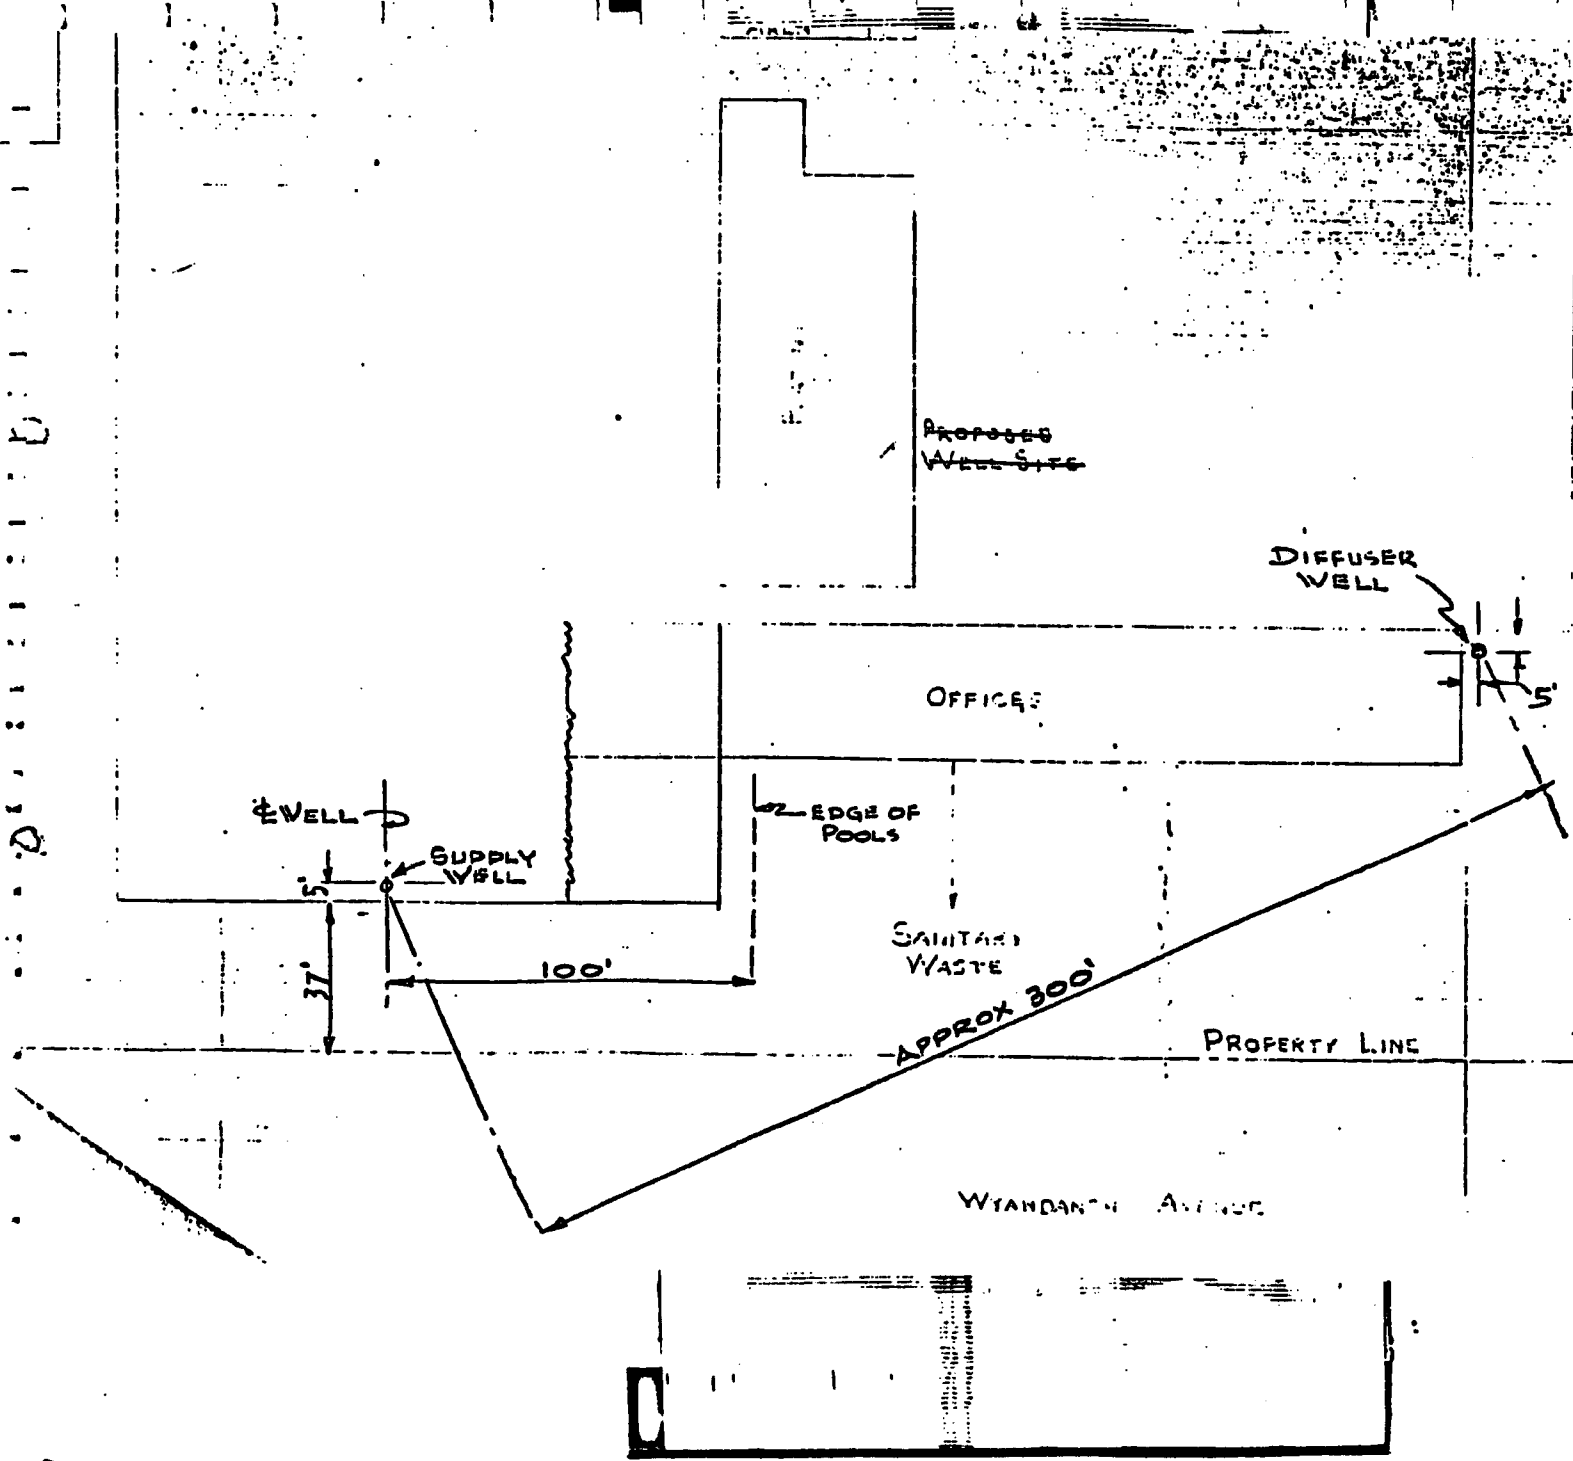 PROPOSED
WELL SITE
DIFFUSER
WELL
5'
OFFICES
℄ WELL
EDGE OF
POOLS
SUPPLY
WELL
5'
37'
100'
SANITARY
WASTE
APPROX 300'
PROPERTY LINE
WYANDANCH AVENUE